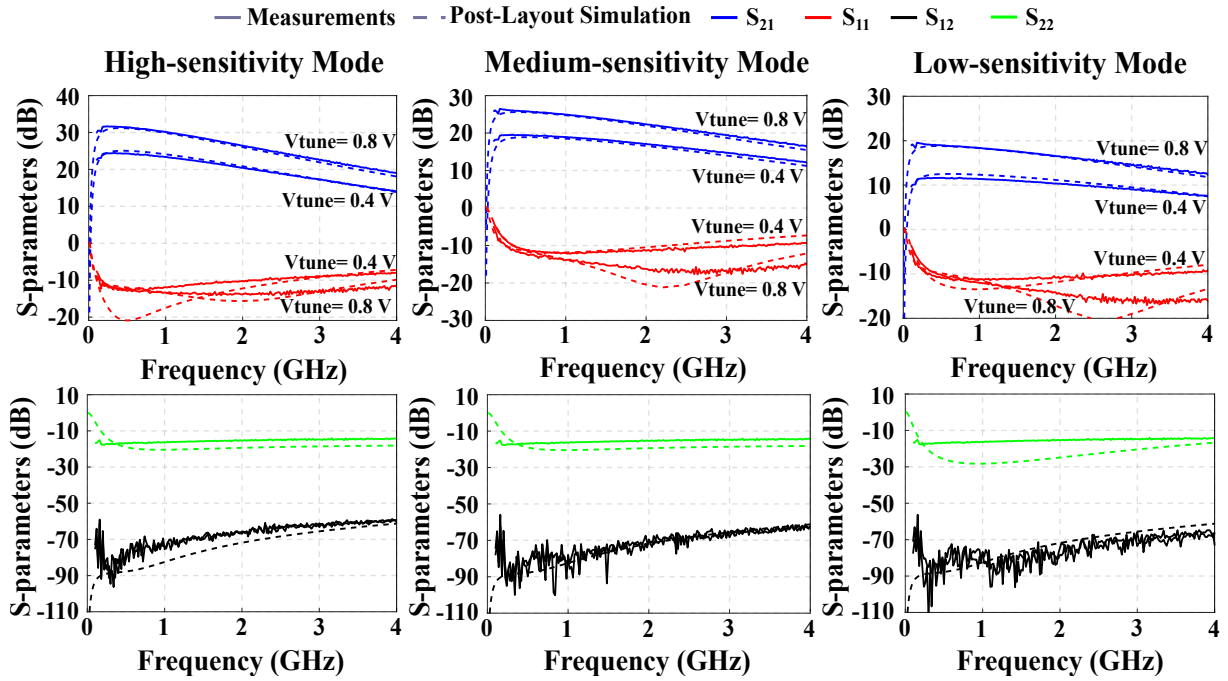 Measurements Post-Layout Simulation S21 S11 S12 S22
High-sensitivity Mode
S-parameters (dB)
40
30
20
10
0
-10
-20
Vtune= 0.8 V
Vtune= 0.4 V
Vtune= 0.4 V
Vtune= 0.8 V
0 1 2 3 4
Frequency (GHz)
Medium-sensitivity Mode
S-parameters (dB)
30
20
10
0
-10
-20
-30
Vtune= 0.8 V
Vtune= 0.4 V
Vtune= 0.4 V
Vtune= 0.8 V
0 1 2 3 4
Frequency (GHz)
Low-sensitivity Mode
S-parameters (dB)
30
20
10
0
-10
20
Vtune= 0.8 V
Vtune= 0.4 V
Vtune= 0.4 V
Vtune= 0.8 V
0 1 2 3 4
Frequency (GHz)
S-parameters (dB)
10
-10
-30
-50
-70
-90
-110
0 1 2 3 4
Frequency (GHz)
S-parameters (dB)
10
-10
-30
-50
-70
-90
-110
0 1 2 3 4
Frequency (GHz)
S-parameters (dB)
10
-10
-30
-50
-70
-90
-110
0 1 2 3 4
Frequency (GHz)